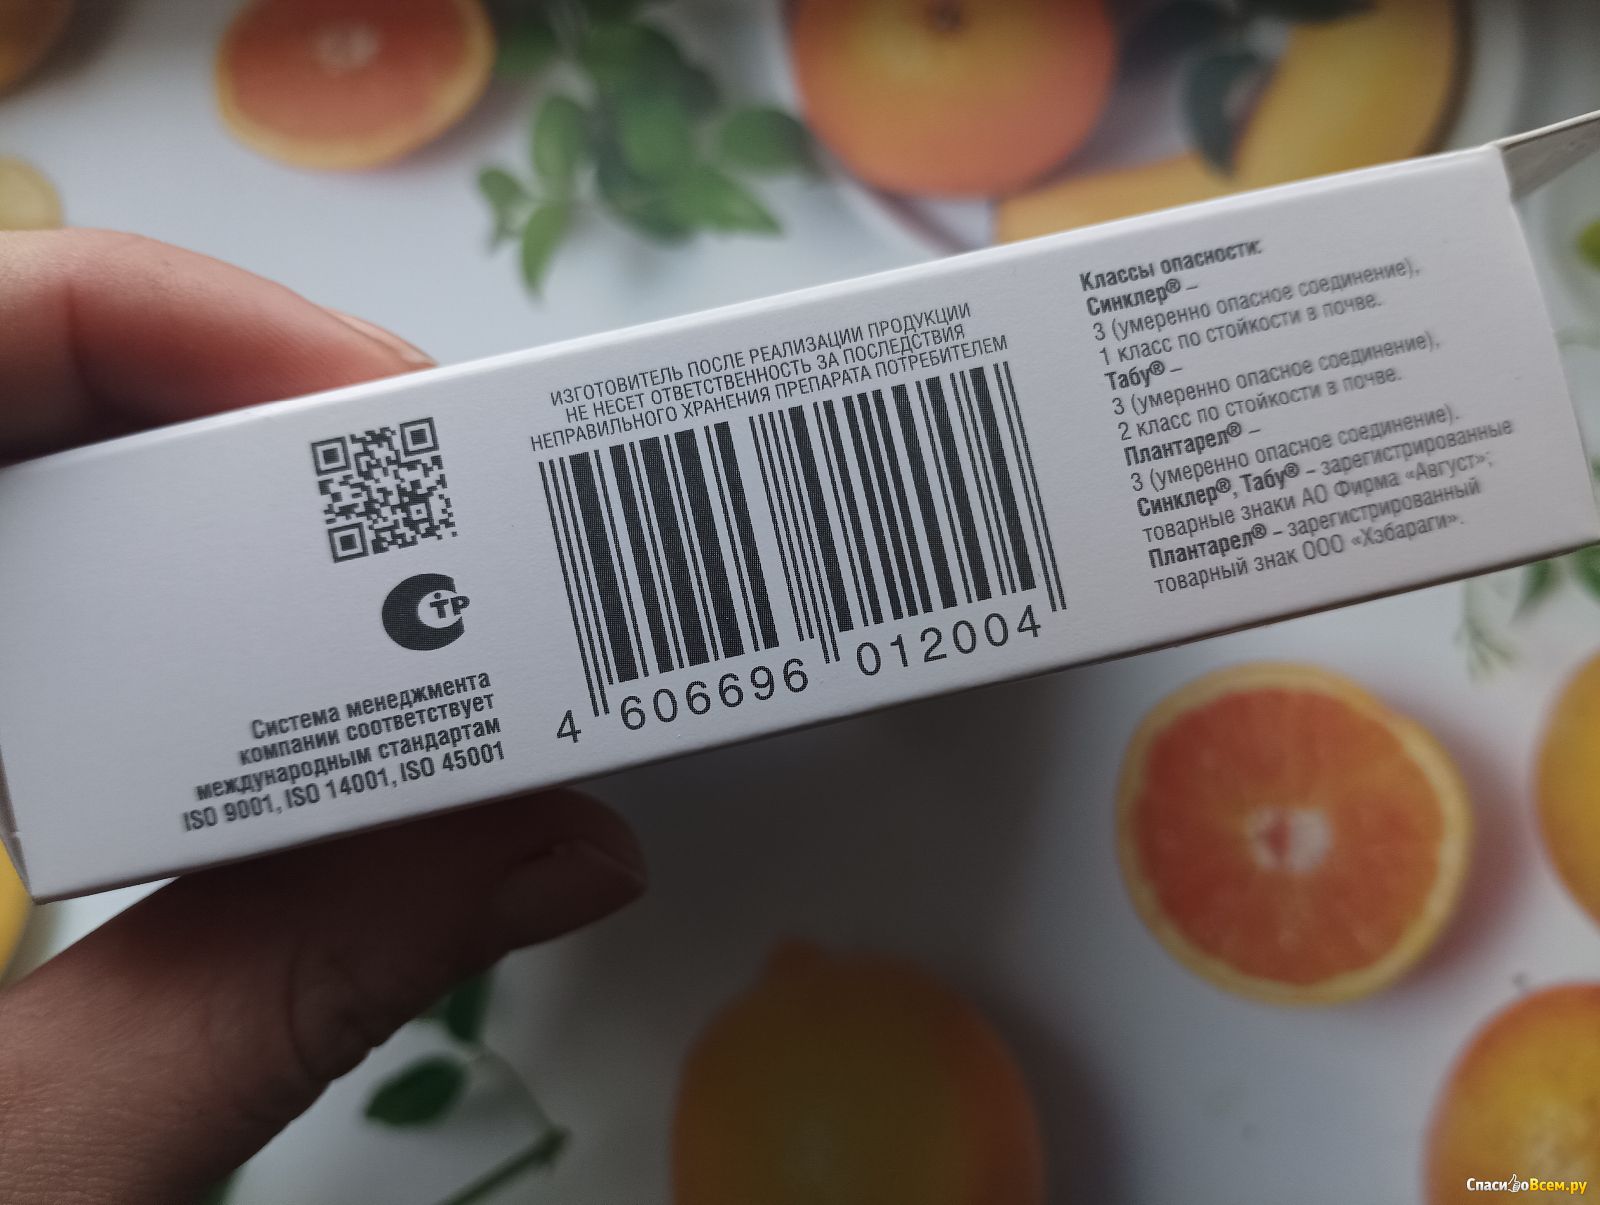 СтР
Система менеджмента
компании соответствует
международным стандартам
ISO 9001, ISO 14001, ISO 45001
ИЗГОТОВИТЕЛЬ ПОСЛЕ РЕАЛИЗАЦИИ ПРОДУКЦИИ
НЕ НЕСЕТ ОТВЕТСТВЕННОСТЬ ЗА ПОСЛЕДСТВИЯ
НЕПРАВИЛЬНОГО ХРАНЕНИЯ ПРЕПАРАТА ПОТРЕБИТЕЛЕМ
4 606696 012004
Классы опасности:
Синклер® –
3 (умеренно опасное соединение),
1 класс по стойкости в почве.
Табу® –
3 (умеренно опасное соединение),
2 класс по стойкости в почве.
Плантарел® –
3 (умеренно опасное соединение).
Синклер®, Табу® – зарегистрированные
товарные знаки АО Фирма «Август»;
Плантарел® – зарегистрированный
товарный знак ООО «Хэбараги».
СпасибоВсем.ру